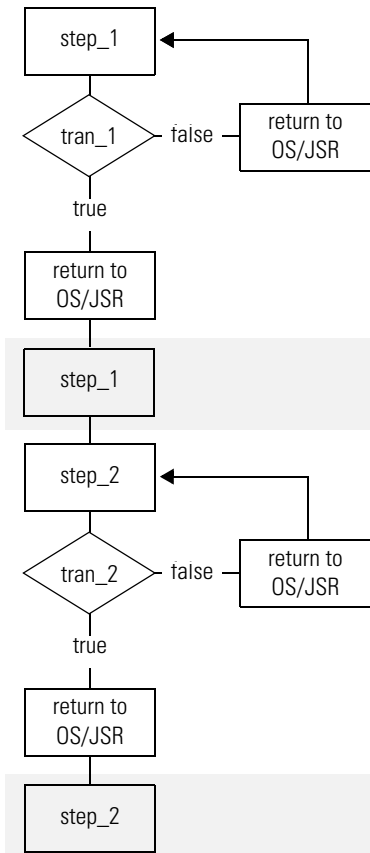 step_1
tran_1
false
return to
OS/JSR
true
return to
OS/JSR
step_1
step_2
tran_2
false
return to
OS/JSR
true
return to
OS/JSR
step_2